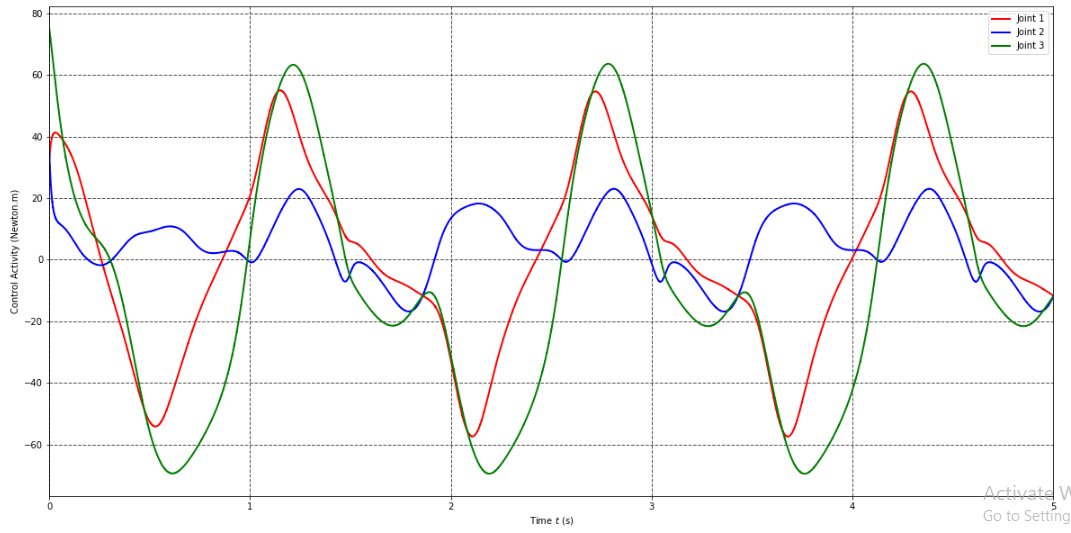 80
60
40
20
0
−20
−40
−60
Control Activity (Newton.m)
Joint 1
Joint 2
Joint 3
0 1 2 3 4 5
Time t (s)
Activate W
Go to Setting